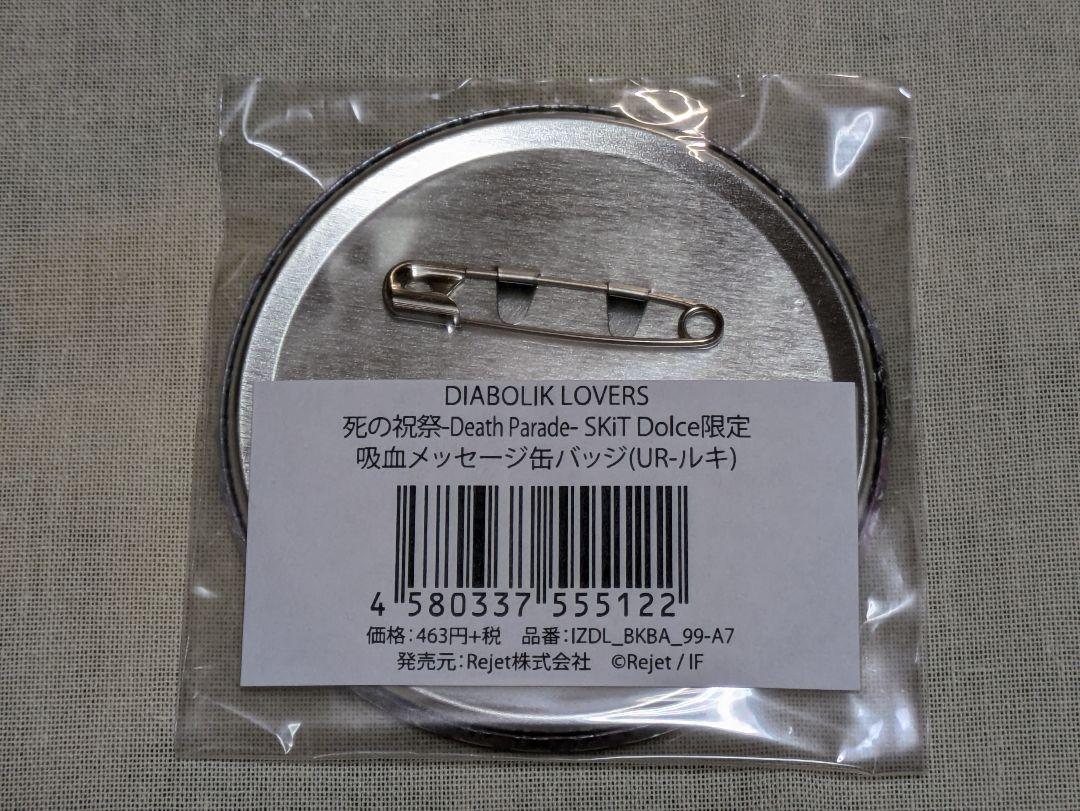 DIABOLIK LOVERS
死の祝祭-Death Parade- SKiT Dolce限定
吸血メッセージ缶バッジ(UR-ルキ)
4 580337 555122
価格：463円+税　品番：IZDL_BKBA_99-A7
発売元：Rejet株式会社　©Rejet / IF